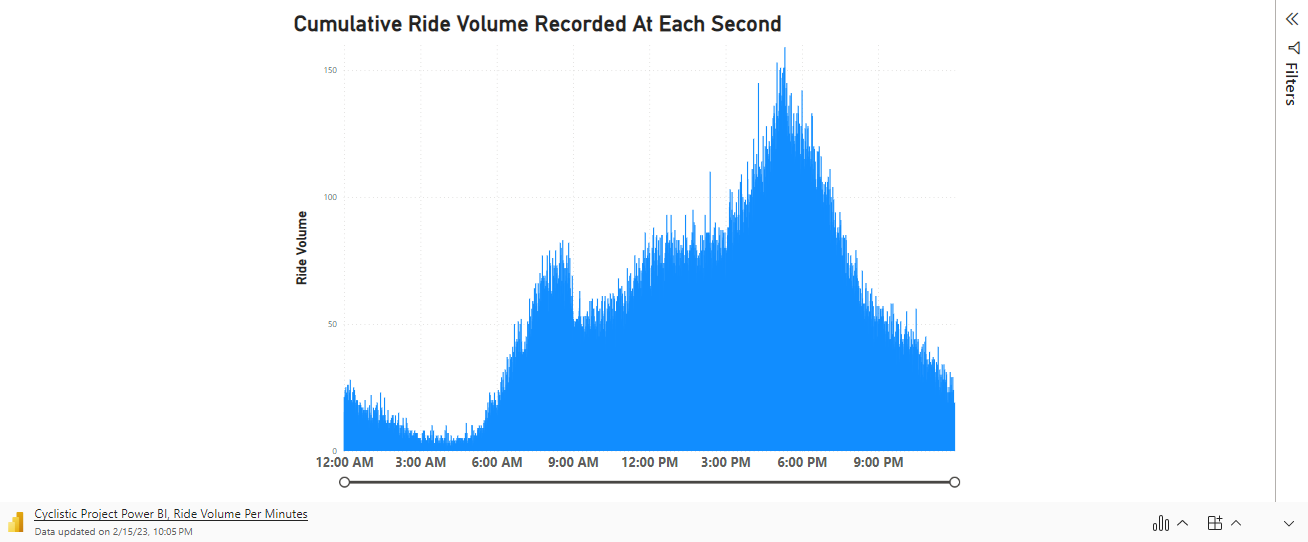 Cumulative Ride Volume Recorded At Each Second
150
100
50
0
Ride Volume
12:00 AM 3:00 AM 6:00 AM 9:00 AM 12:00 PM 3:00 PM 6:00 PM 9:00 PM
Filters
Cyclistic Project Power BI, Ride Volume Per Minutes
Data updated on 2/15/23, 10:05 PM